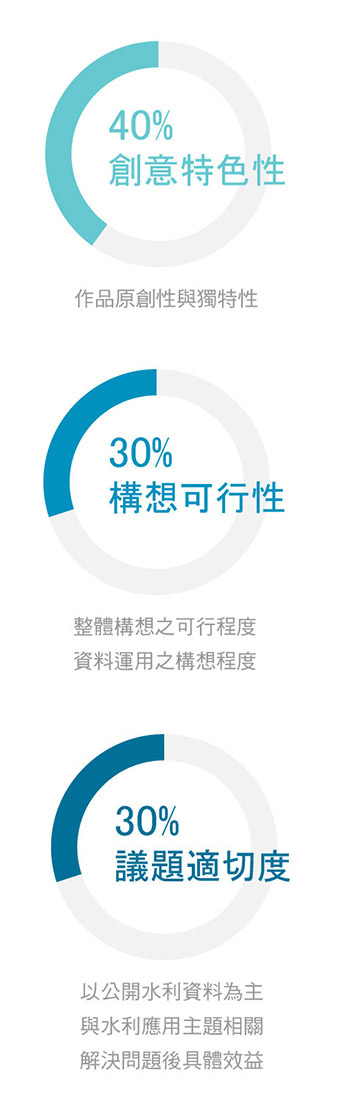 40%
創意特色性
作品原創性與獨特性
30%
構想可行性
整體構想之可行程度
資料運用之構想程度
30%
議題適切度
以公開水利資料為主
與水利應用主題相關
解決問題後具體效益